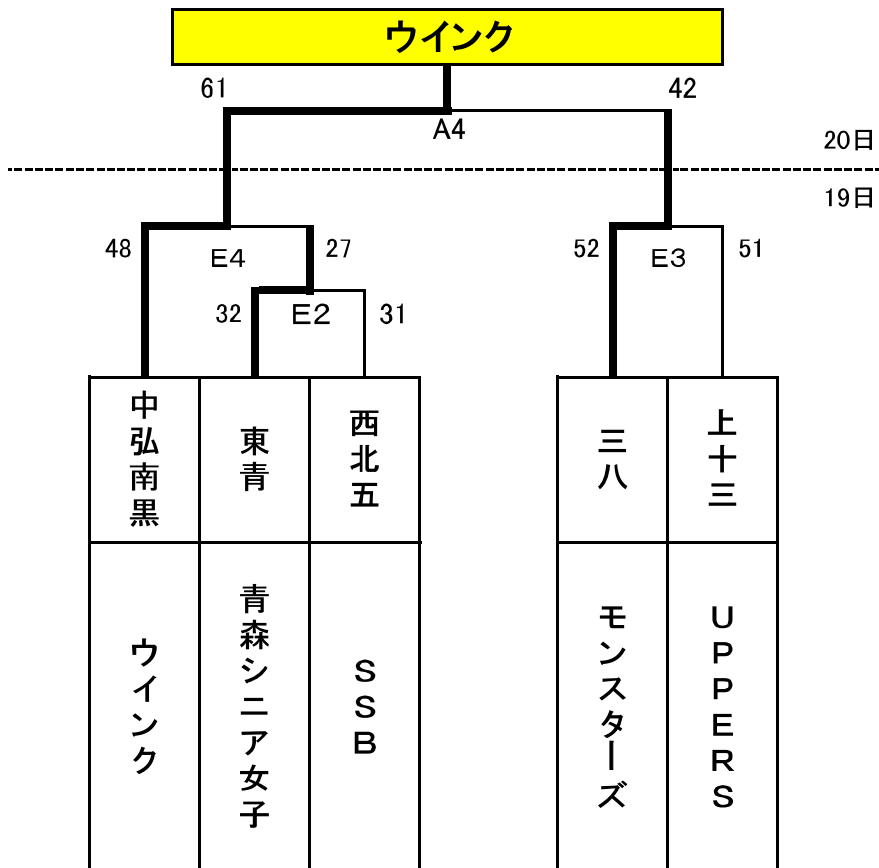 ウインク
61
42
A4
20日
19日
48
E4
27
52
E3
51
32
E2
31
中弘南黒
東青
西北五
三八
上十三
ウインク
青森シニア女子
SSB
モンスターズ
UPPERS